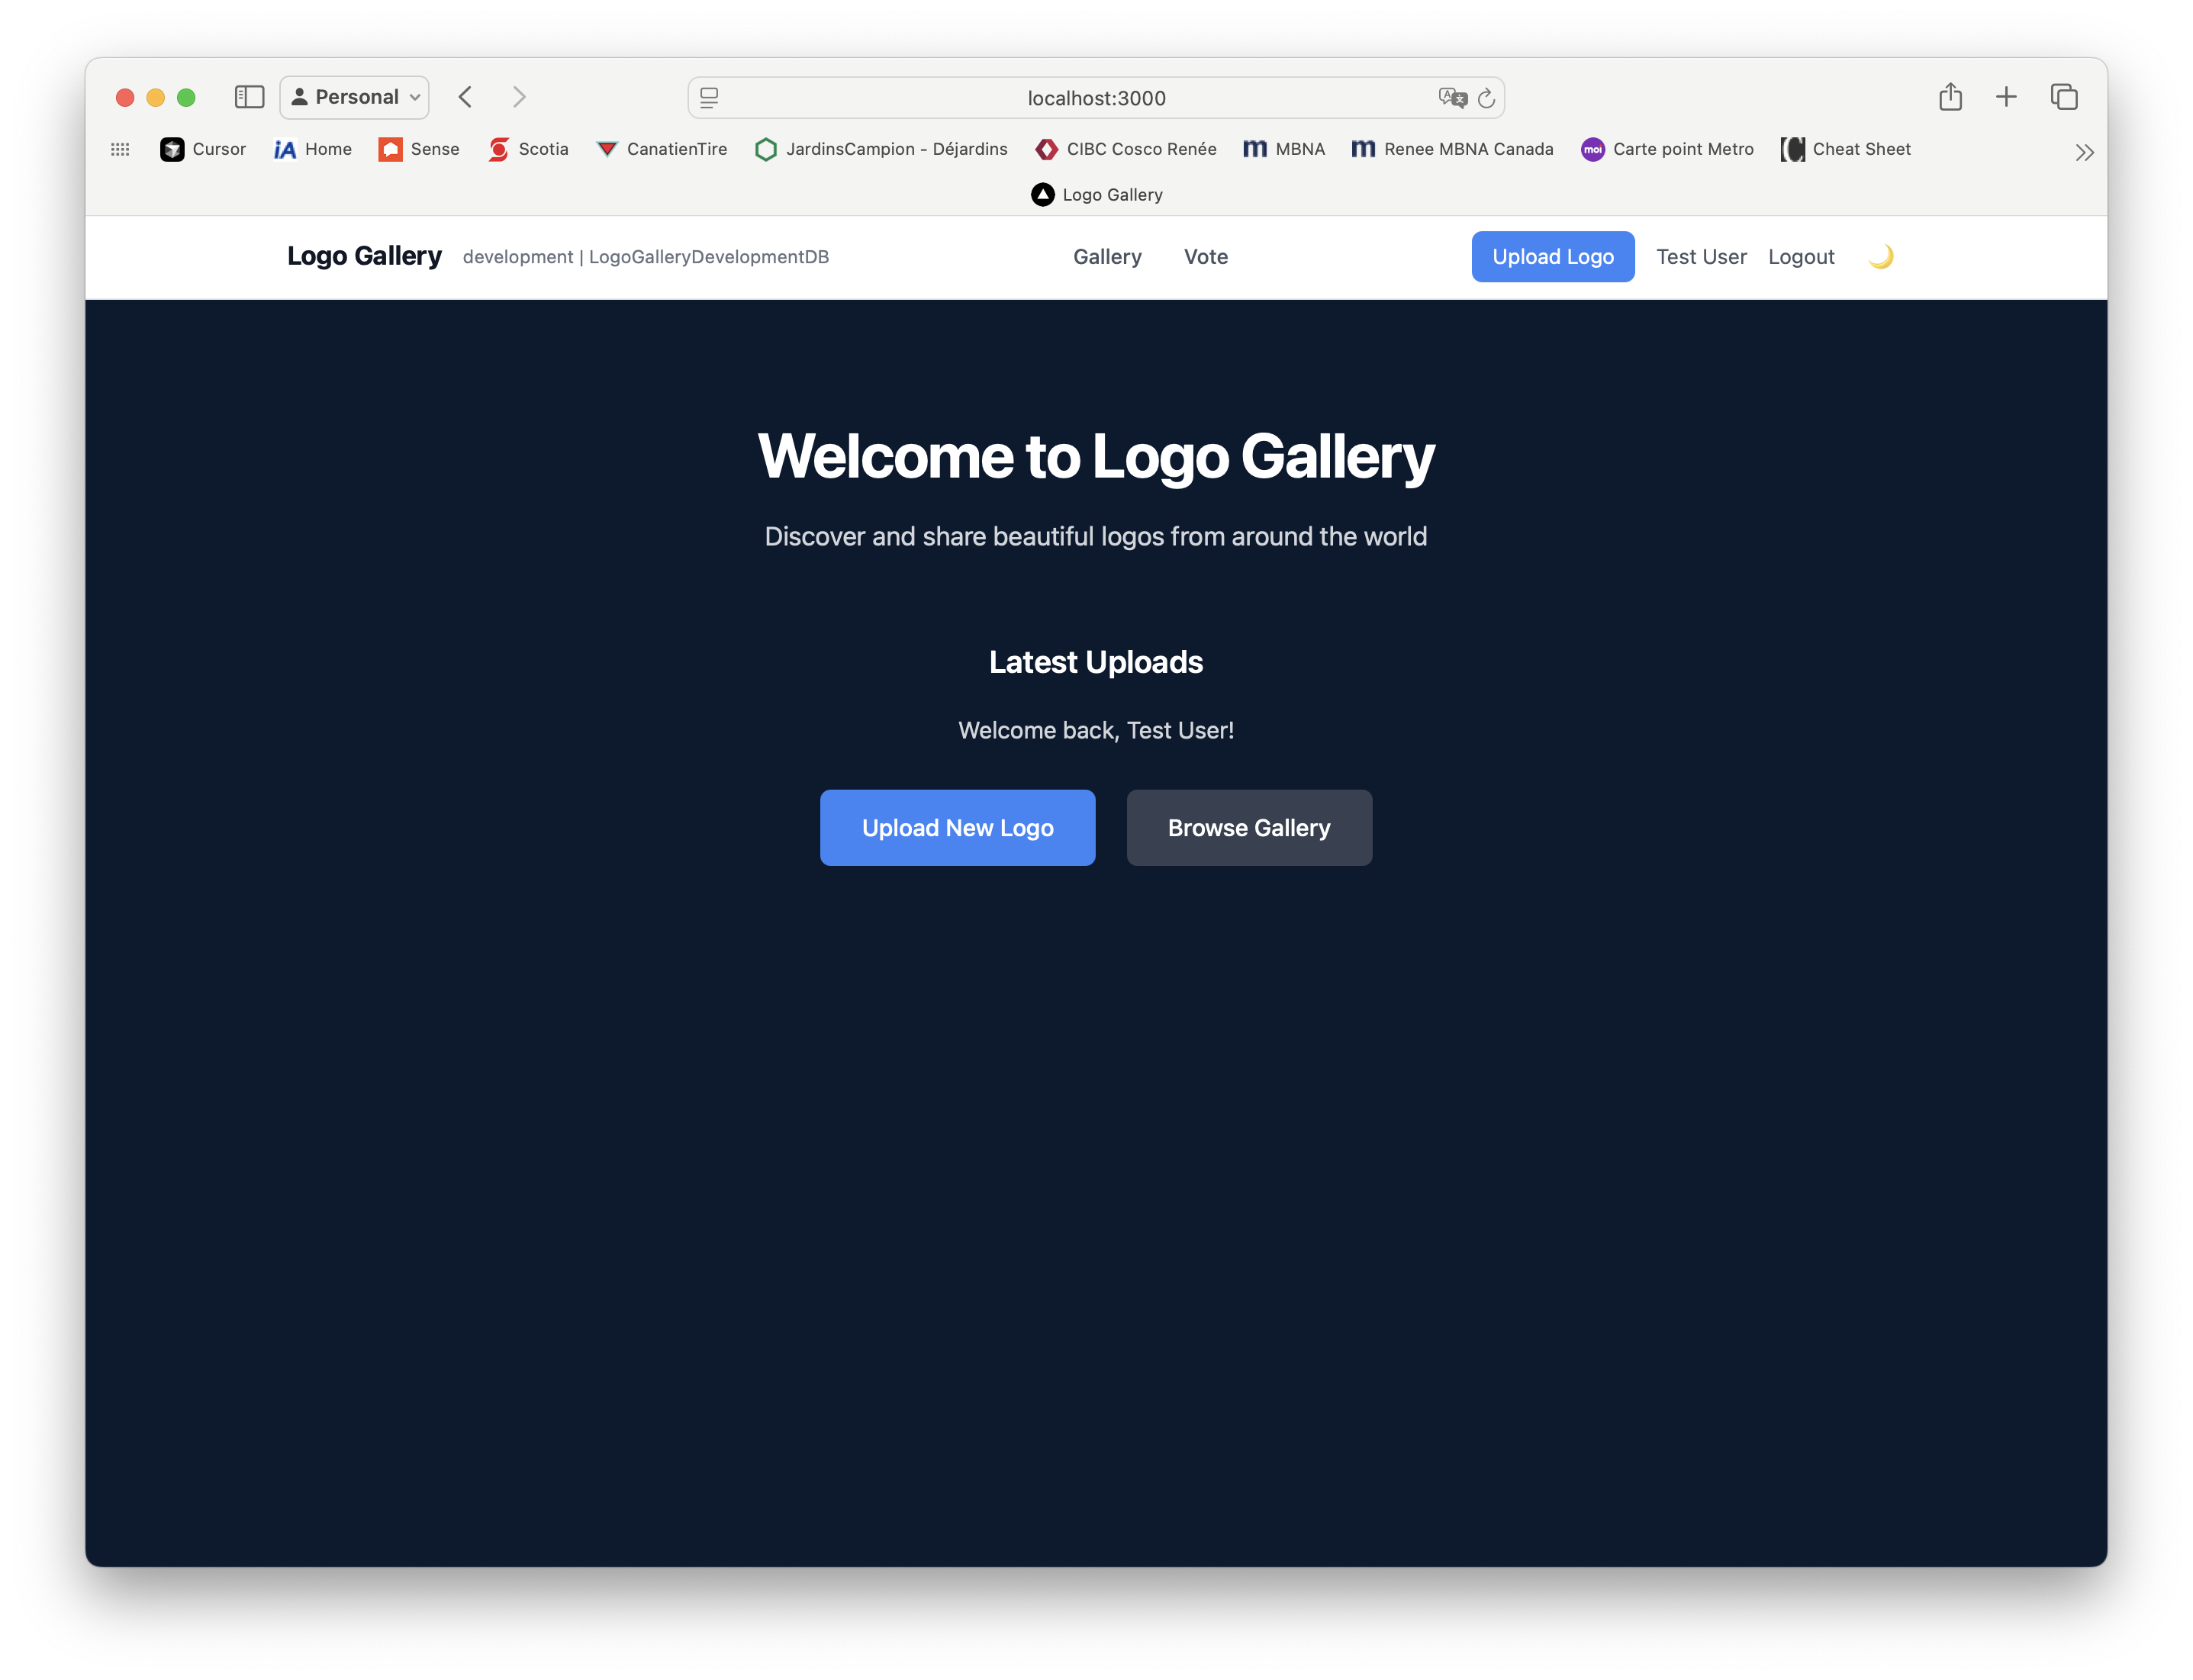 Personal
localhost:3000
Cursor iA Home Sense Scotia CanatienTire JardinsCampion - Déjardins CIBC Cosco Renée m MBNA m Renee MBNA Canada moi Carte point Metro Cheat Sheet
Logo Gallery
Logo Gallery development | LogoGalleryDevelopmentDB Gallery Vote Upload Logo Test User Logout
Welcome to Logo Gallery
Discover and share beautiful logos from around the world
Latest Uploads
Welcome back, Test User!
Upload New Logo Browse Gallery